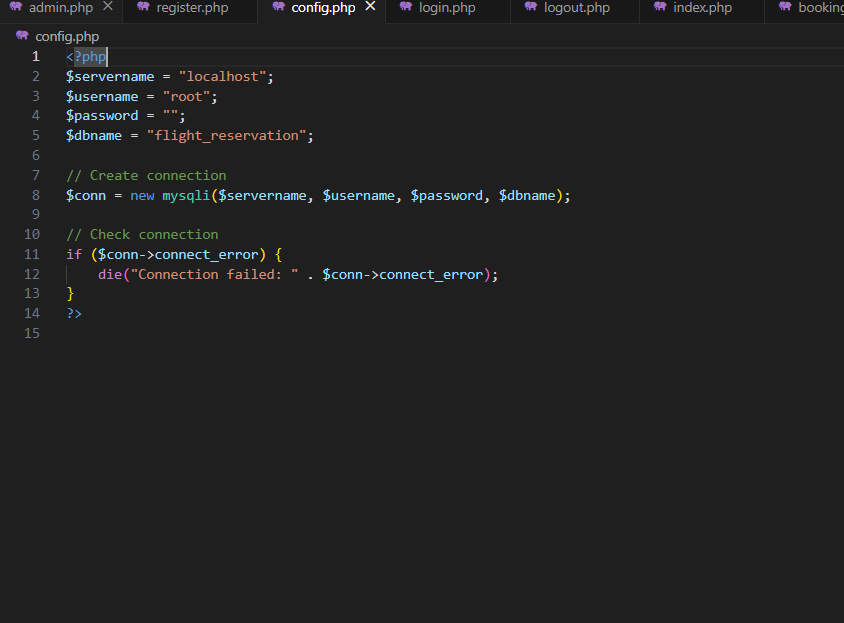 admin.php register.php config.php login.php logout.php index.php booking
config.php
1 <?php
2 $servername = "localhost";
3 $username = "root";
4 $password = "";
5 $dbname = "flight_reservation";
6
7 // Create connection
8 $conn = new mysqli($servername, $username, $password, $dbname);
9
10 // Check connection
11 if ($conn->connect_error) {
12     die("Connection failed: " . $conn->connect_error);
13 }
14 ?>
15